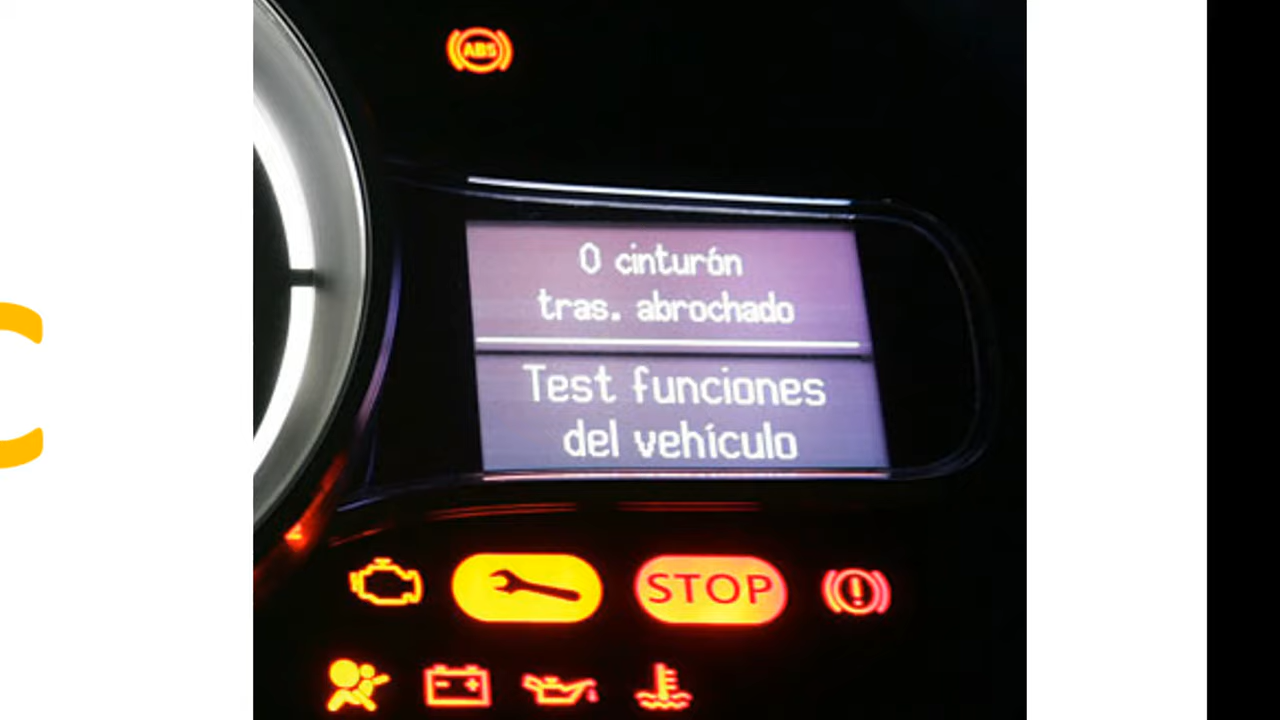 C
ABS
0 cinturón
tras. abrochado
Test funciones
del vehículo
STOP